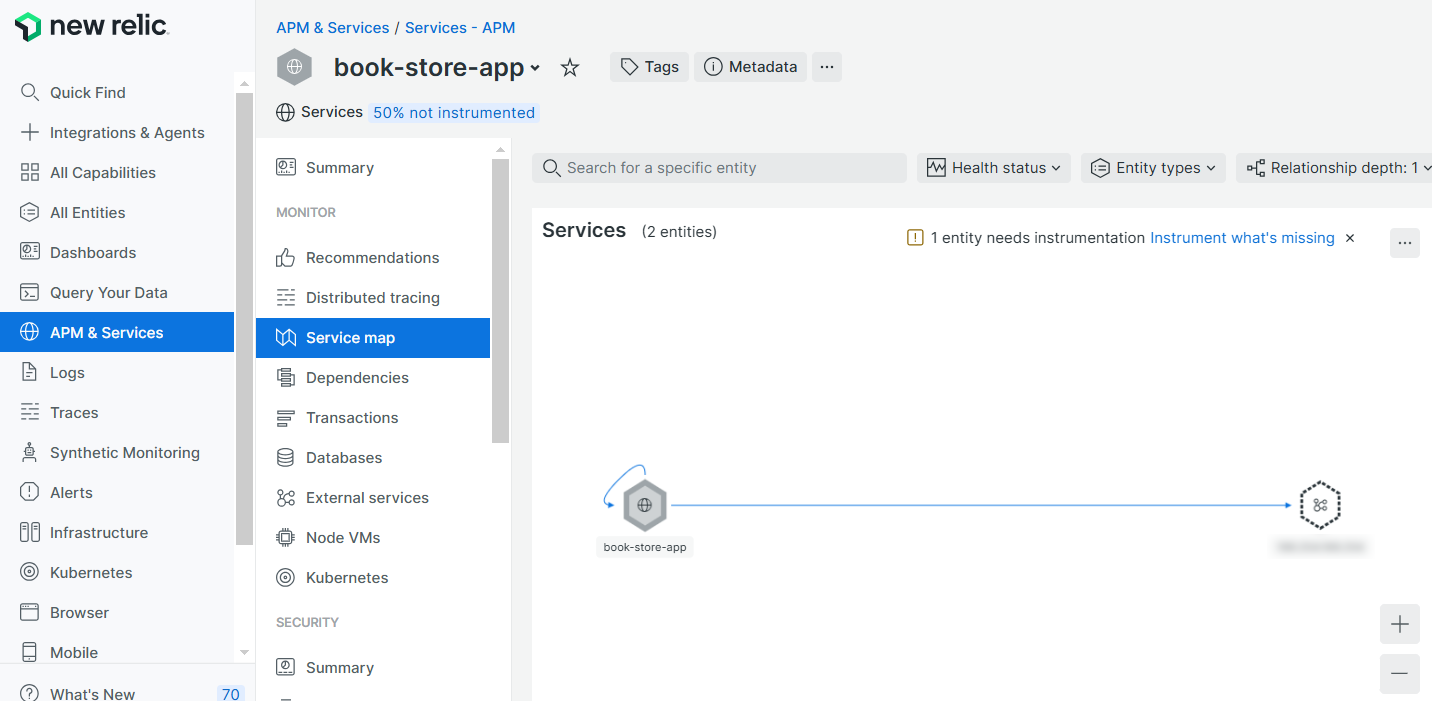 new relic
Quick Find
Integrations & Agents
All Capabilities
All Entities
Dashboards
Query Your Data
APM & Services
Logs
Traces
Synthetic Monitoring
Alerts
Infrastructure
Kubernetes
Browser
Mobile
What's New 70
APM & Services / Services - APM
book-store-app
Tags
Metadata
Services 50% not instrumented
Summary
MONITOR
Recommendations
Distributed tracing
Service map
Dependencies
Transactions
Databases
External services
Node VMs
Kubernetes
SECURITY
Summary
Search for a specific entity
Health status
Entity types
Relationship depth: 1
Services (2 entities)
1 entity needs instrumentation Instrument what's missing
book-store-app